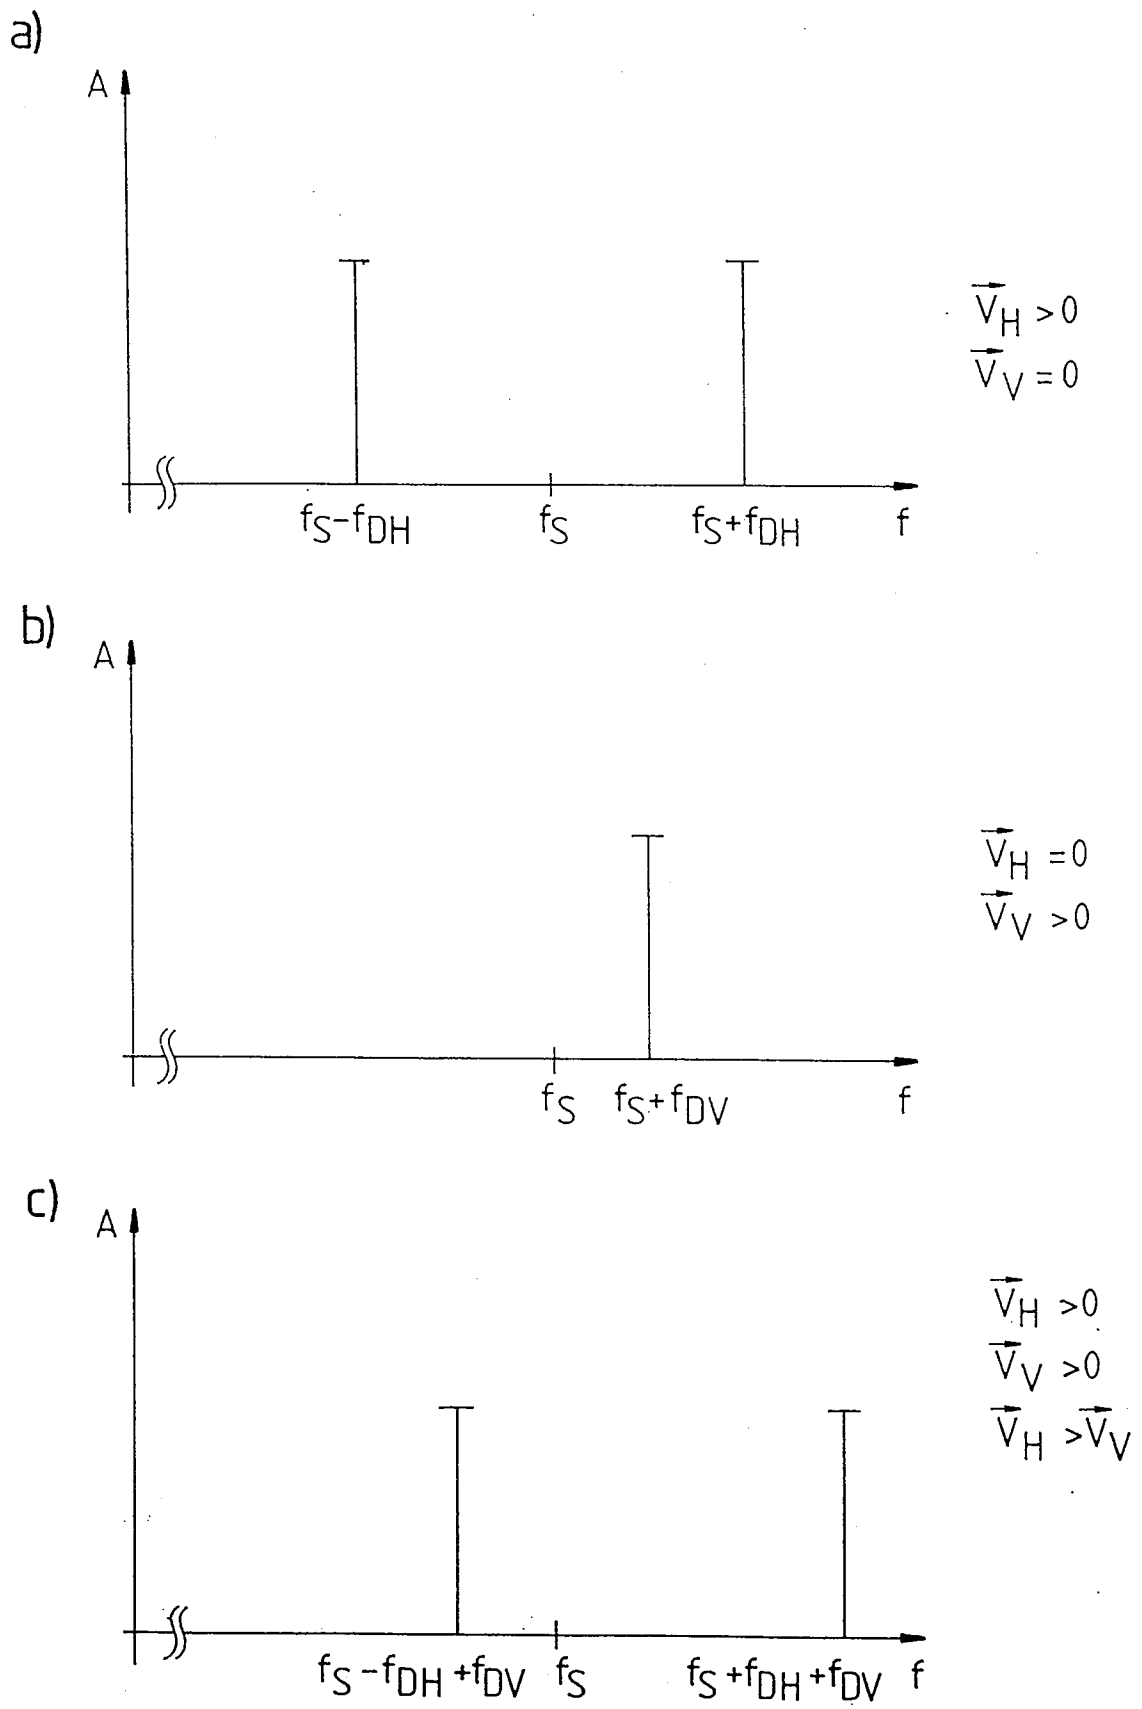 a)
A
V⃗H > 0
V⃗V = 0
fS−fDH fS fS+fDH f
b)
A
V⃗H = 0
V⃗V > 0
fS fS+fDV f
c)
A
V⃗H > 0
V⃗V > 0
V⃗H > V⃗V
fS−fDH+fDV fS fS+fDH+fDV f